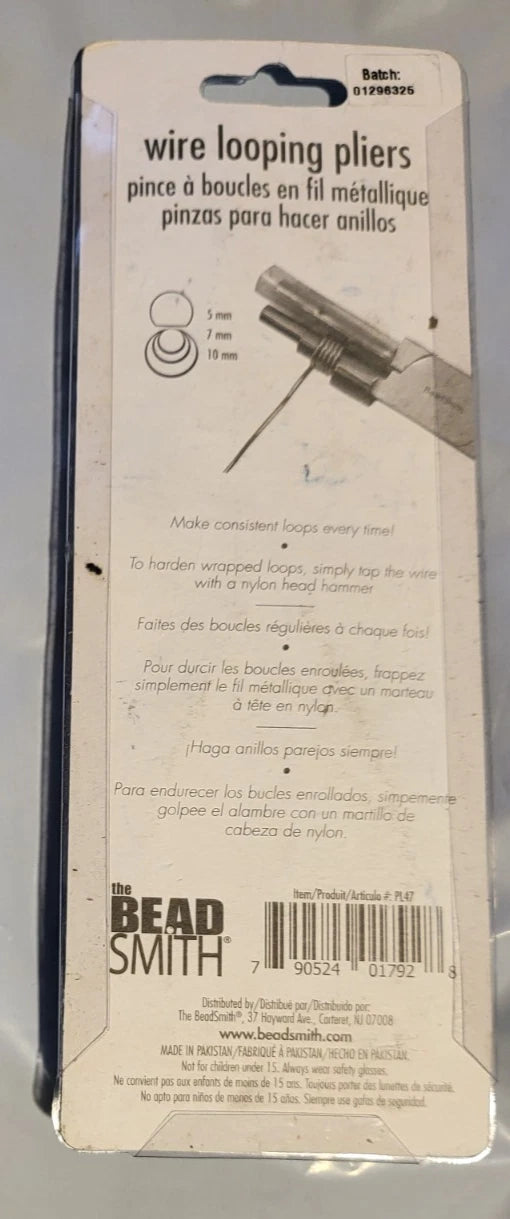 Batch:
01296325
wire looping pliers
pince à boucles en fil métallique
pinzas para hacer anillos
5 mm
7 mm
10 mm
Make consistent loops every time!
•
To harden wrapped loops, simply tap the wire
with a nylon head hammer
Faites des boucles régulières à chaque fois!
•
Pour durcir les boucles enroulées, frappez
simplement le fil métallique avec un marteau
à tête en nylon.
¡Haga anillos parejos siempre!
•
Para endurecer los bucles enrollados, simpemente
golpee el alambre con un martillo de
cabeza de nylon.
the
BEAD
SMITH®
Item/Produit/Artículo #: PL47
7 90524 01792 8
Distributed by/Distribué par/Distribuido por:
The BeadSmith®, 37 Hayward Ave., Carteret, NJ 07008
www.beadsmith.com
MADE IN PAKISTAN/FABRIQUÉ À PAKISTAN/HECHO EN PAKISTAN.
Not for children under 15. Always wear safety glasses.
Ne convient pas aux enfants de moins de 15 ans. Toujours porter des lunettes de sécurité.
No apto para niños de menos de 15 años. Siempre use gafas de seguridad.